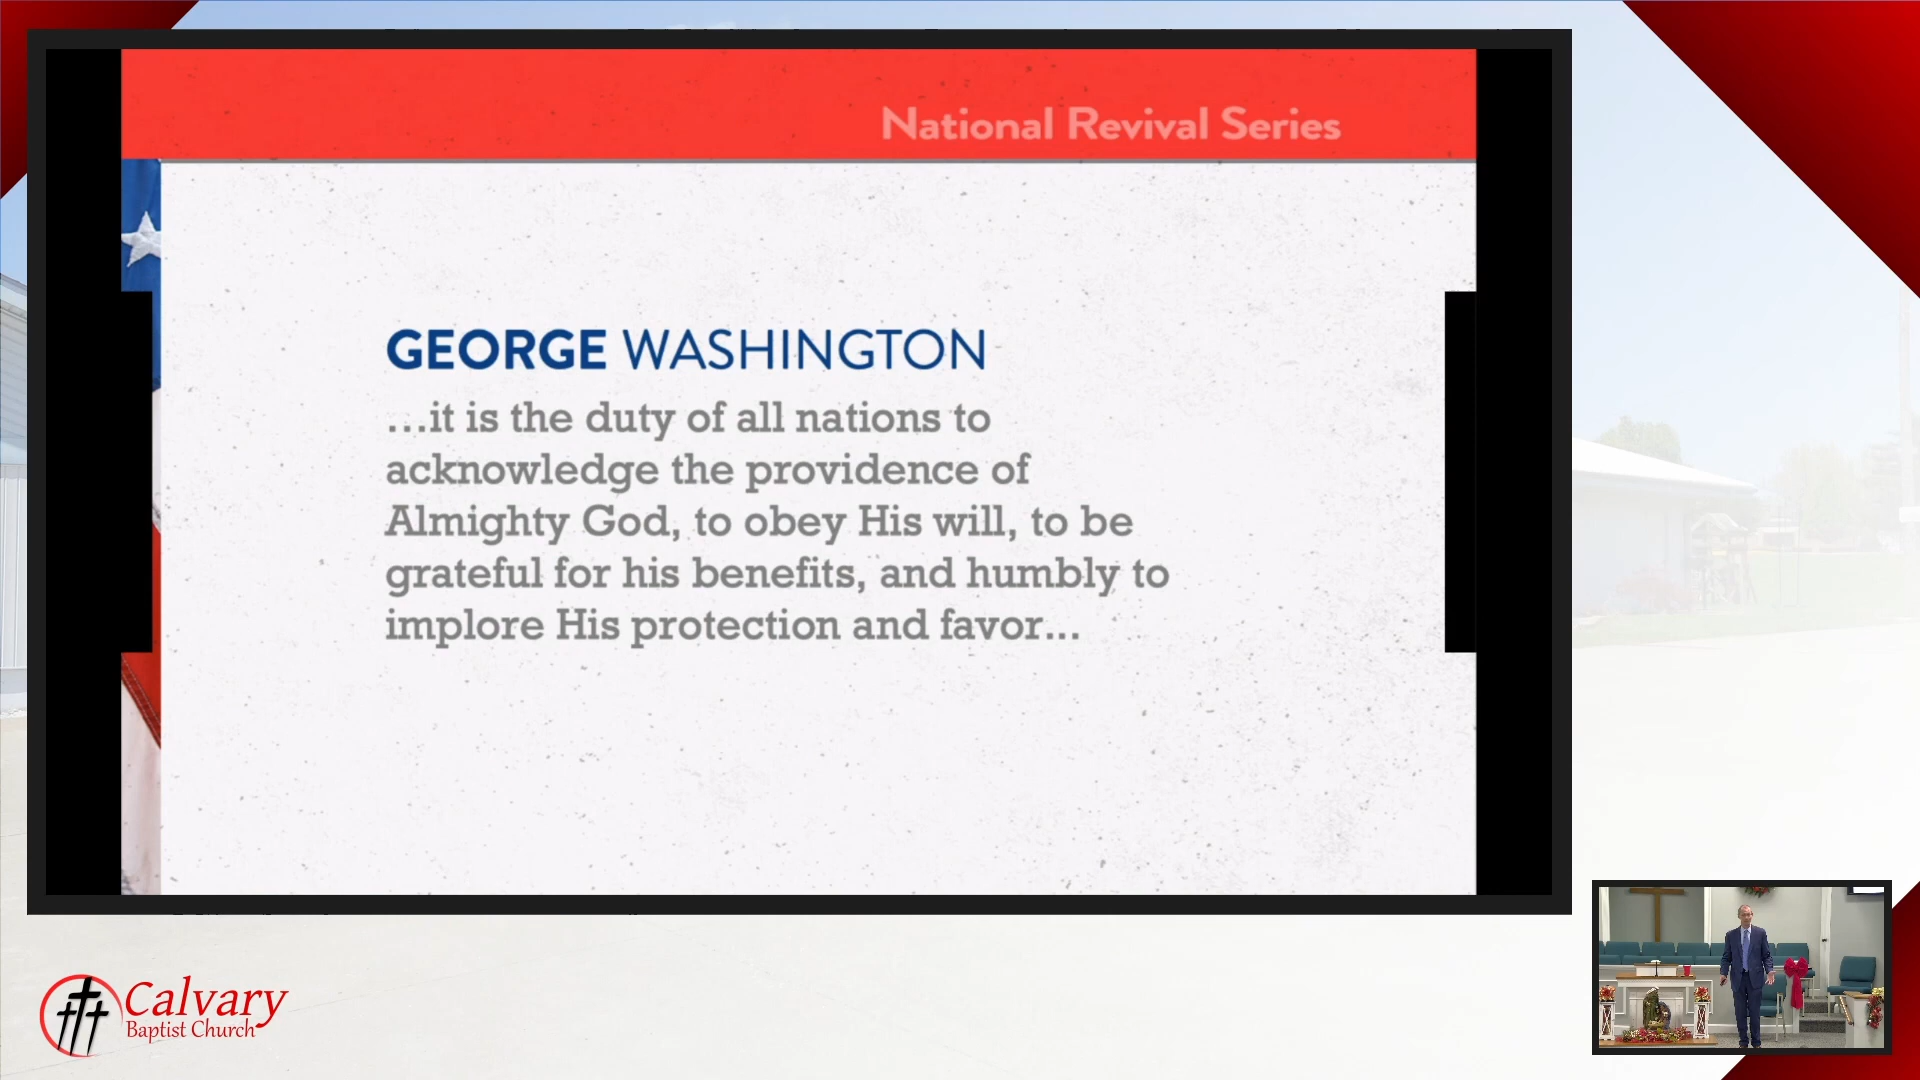 National Revival Series
GEORGE WASHINGTON
...it is the duty of all nations to
acknowledge the providence of
Almighty God, to obey His will, to be
grateful for his benefits, and humbly to
implore His protection and favor...
Calvary
Baptist Church